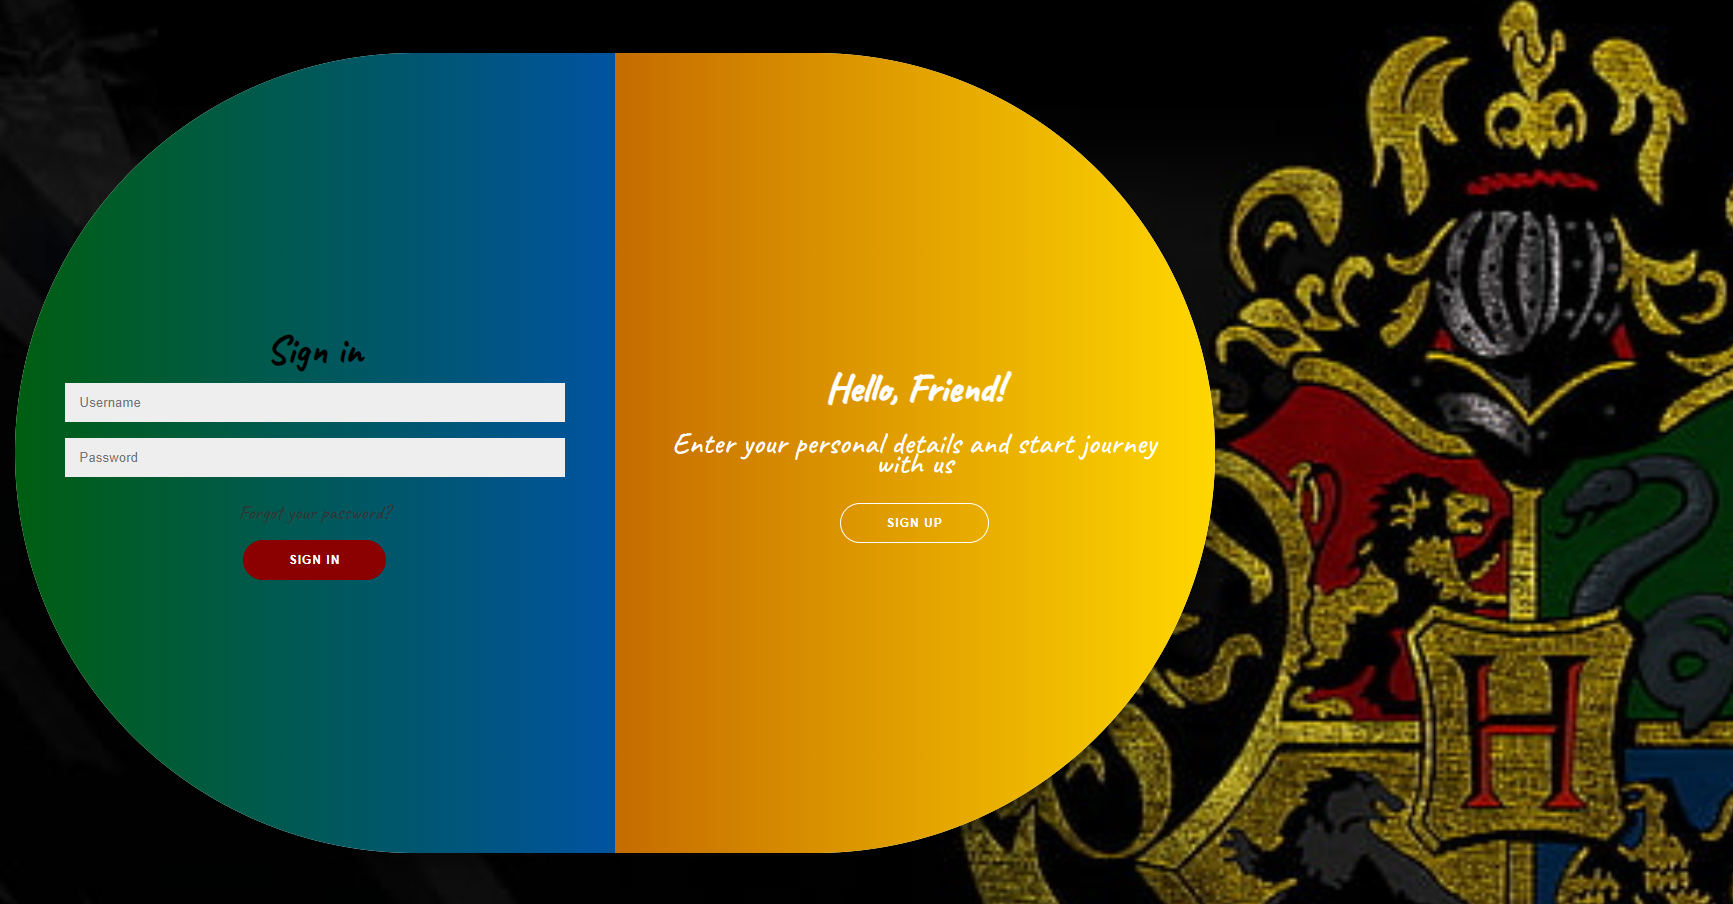 Sign in
Username
Password
Forgot your password?
SIGN IN
Hello, Friend!
Enter your personal details and start journey
with us
SIGN UP
H